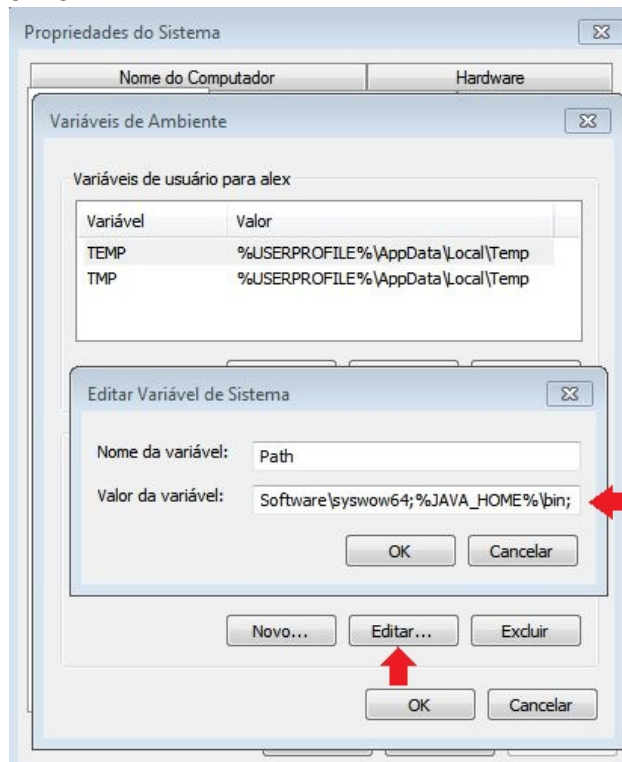 Propriedades do Sistema
Nome do Computador
Hardware
Variáveis de Ambiente
Variáveis de usuário para alex
Variável
Valor
TEMP
%USERPROFILE%\AppData\Local\Temp
TMP
%USERPROFILE%\AppData\Local\Temp
Editar Variável de Sistema
Nome da variável:
Path
Valor da variável:
Software\syswow64;%JAVA_HOME%\bin;
OK
Cancelar
Novo...
Editar...
Excluir
OK
Cancelar